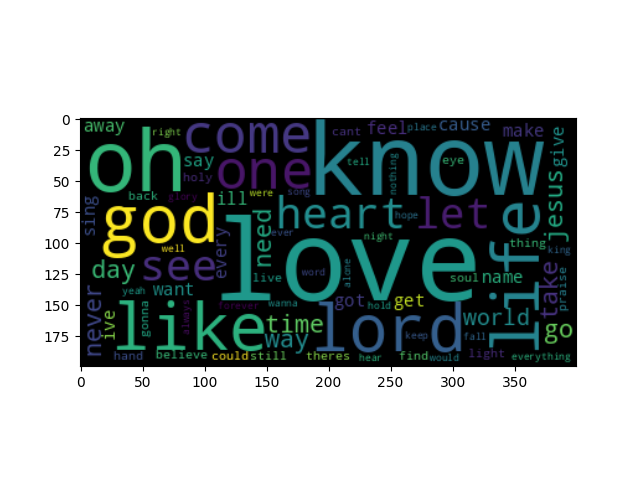 0
25
50
75
100
125
150
175
0 50 100 150 200 250 300 350
away right come cant feel place cause make
oh say one know tell nothing eye give
holy back glory ill were song
sing god heart hope let life jesus
well every need ever love night thing king
day see live word alone soul name take praise
never yeah want forever wanna got hold get
ive gonna like always time lord world go
way keep fall
hand believe could still theres hear find would light everything